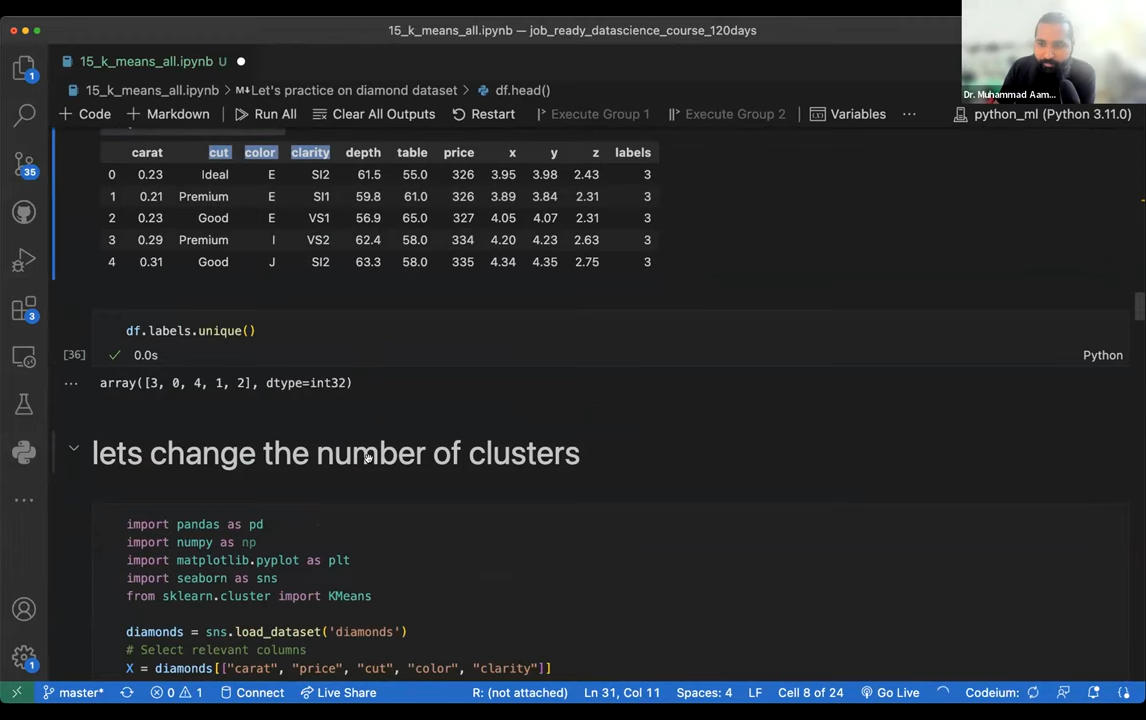 15_k_means_all.ipynb — job_ready_datascience_course_120days
15_k_means_all.ipynb U
15_k_means_all.ipynb > M Let's practice on diamond dataset > df.head()
+ Code + Markdown Run All Clear All Outputs Restart Execute Group 1 Execute Group 2 Variables ... python_ml (Python 3.11.0)
Dr. Muhammad Aam...
carat cut color clarity depth table price x y z labels
0 0.23 Ideal E SI2 61.5 55.0 326 3.95 3.98 2.43 3
1 0.21 Premium E SI1 59.8 61.0 326 3.89 3.84 2.31 3
2 0.23 Good E VS1 56.9 65.0 327 4.05 4.07 2.31 3
3 0.29 Premium I VS2 62.4 58.0 334 4.20 4.23 2.63 3
4 0.31 Good J SI2 63.3 58.0 335 4.34 4.35 2.75 3
df.labels.unique()
[36] 0.0s Python
... array([3, 0, 4, 1, 2], dtype=int32)
lets change the number of clusters
import pandas as pd
import numpy as np
import matplotlib.pyplot as plt
import seaborn as sns
from sklearn.cluster import KMeans
diamonds = sns.load_dataset('diamonds')
# Select relevant columns
X = diamonds[["carat", "price", "cut", "color", "clarity"]]
1
35
3
1
master* 0 1 Connect Live Share R: (not attached) Ln 31, Col 11 Spaces: 4 LF Cell 8 of 24 Go Live Codeium: